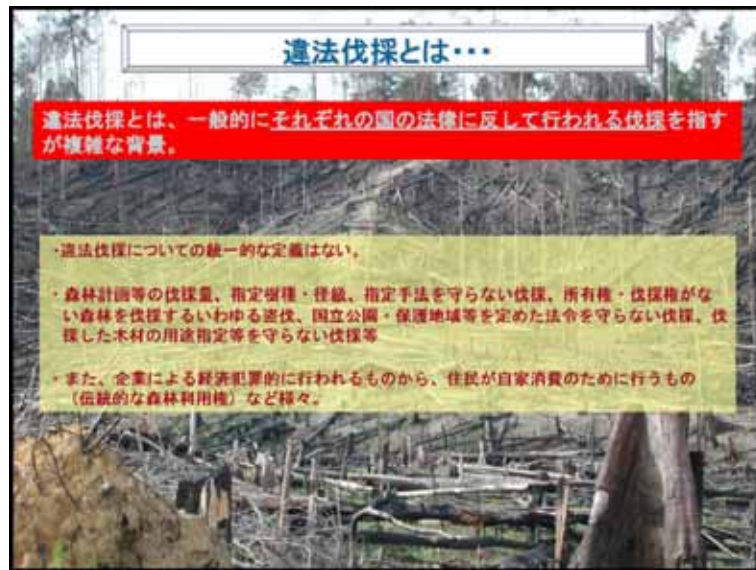 違法伐採とは・・・
違法伐採とは、一般的にそれぞれの国の法律に反して行われる伐採を指す
が複雑な背景。
・違法伐採についての統一的な定義はない。
・森林計画等の伐採量、指定樹種・径級、指定手法を守らない伐採、所有権・伐採権がな
い森林を伐採するいわゆる盗伐、国立公園・保護地域等を定めた法令を守らない伐採、伐
採した木材の用途指定等を守らない伐採等
・また、企業による経済犯罪的に行われるものから、住民が自家消費のために行うもの
（伝統的な森林利用権）など様々。